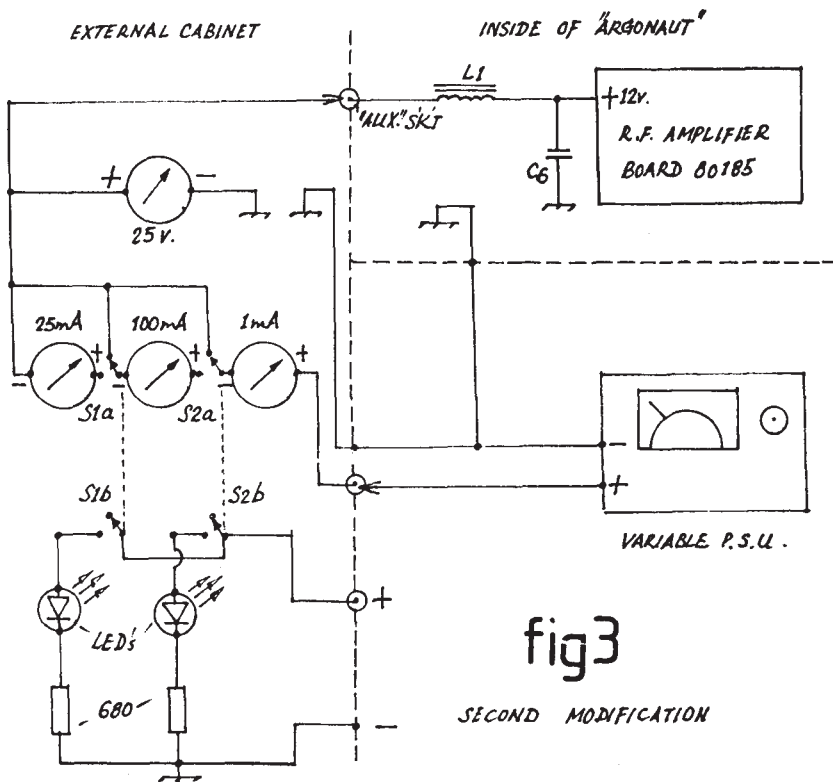 EXTERNAL CABINET
INSIDE OF "ARGONAUT"
L1
"AUX." SKT
+12v.
R.F. AMPLIFIER
BOARD 80185
C6
+ -
25 v.
25mA
100mA
1mA
- + - + - +
S1a
S2a
S1b
S2b
-
+
VARIABLE P.S.U.
+
LED's
680
-
fig3
SECOND MODIFICATION